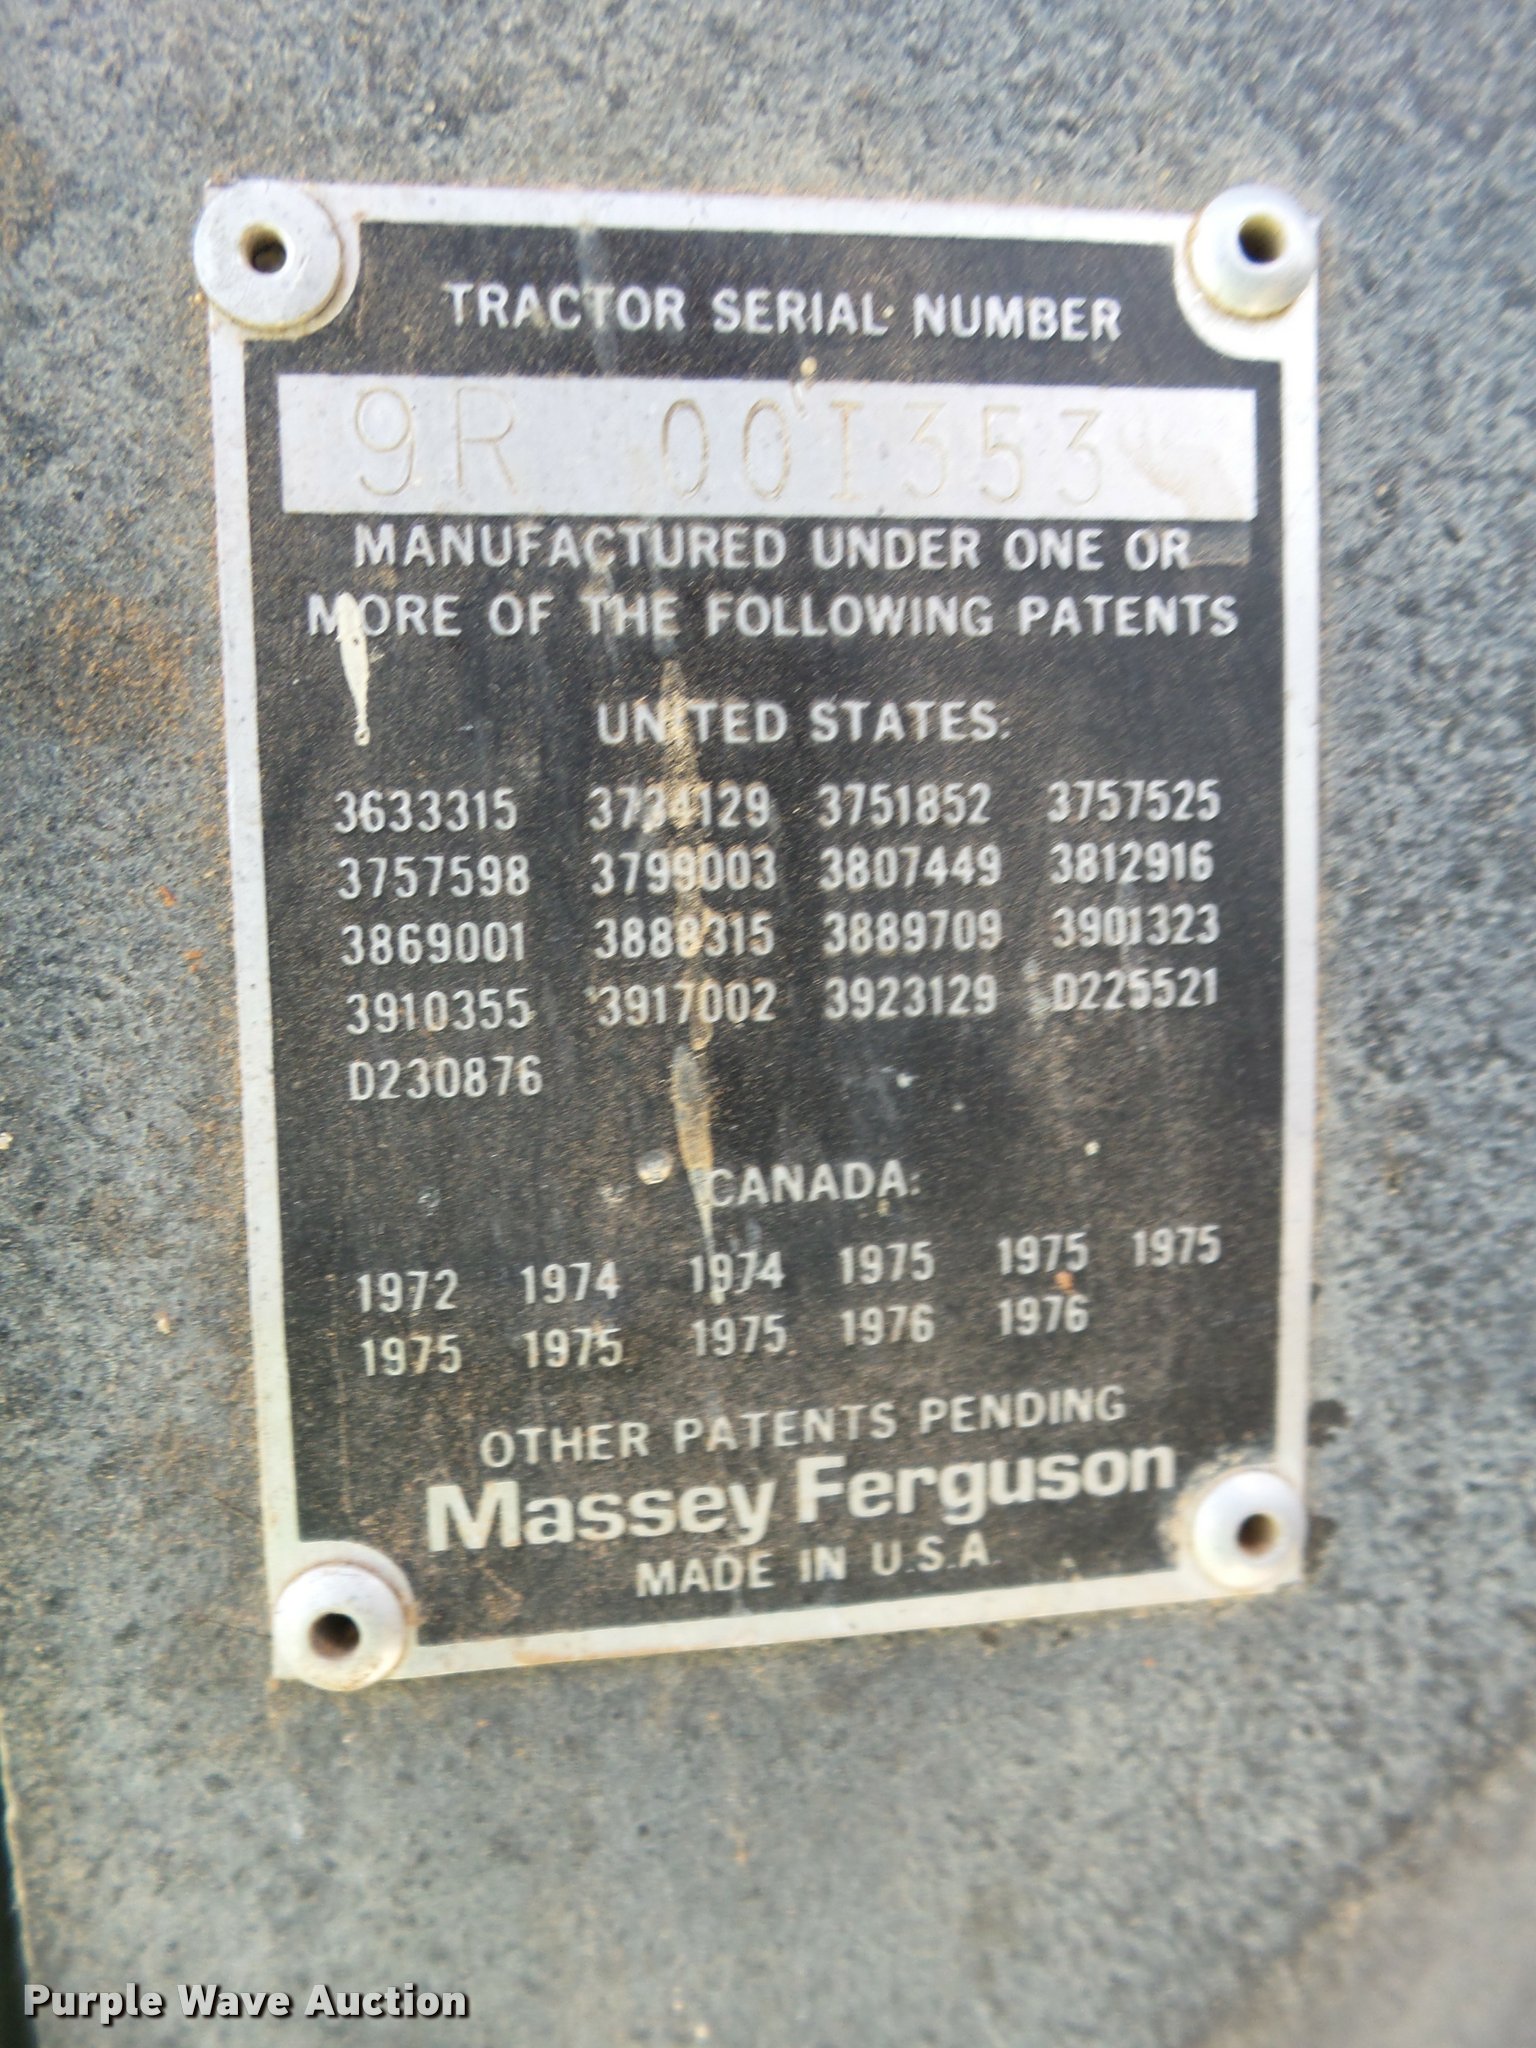 TRACTOR SERIAL NUMBER
9R 001353
MANUFACTURED UNDER ONE OR
MORE OF THE FOLLOWING PATENTS
UNITED STATES:
3633315 3734129 3751852 3757525
3757598 3799003 3807449 3812916
3869001 3888315 3889709 3901323
3910355 3917002 3923129 D225521
D230876
CANADA:
1972 1974 1974 1975 1975 1975
1975 1975 1975 1976 1976
OTHER PATENTS PENDING
Massey Ferguson
MADE IN U.S.A.
Purple Wave Auction